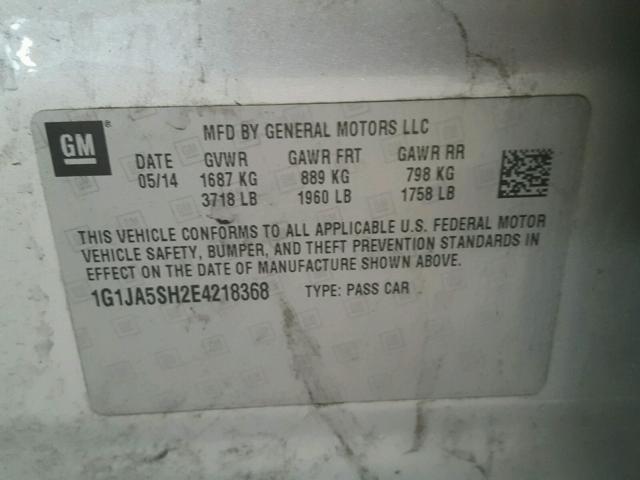 GM ® MFD BY GENERAL MOTORS LLC
DATE GVWR GAWR FRT GAWR RR
05/14 1687 KG 889 KG 798 KG
3718 LB 1960 LB 1758 LB
THIS VEHICLE CONFORMS TO ALL APPLICABLE U.S. FEDERAL MOTOR
VEHICLE SAFETY, BUMPER, AND THEFT PREVENTION STANDARDS IN
EFFECT ON THE DATE OF MANUFACTURE SHOWN ABOVE.
1G1JA5SH2E4218368 TYPE: PASS CAR